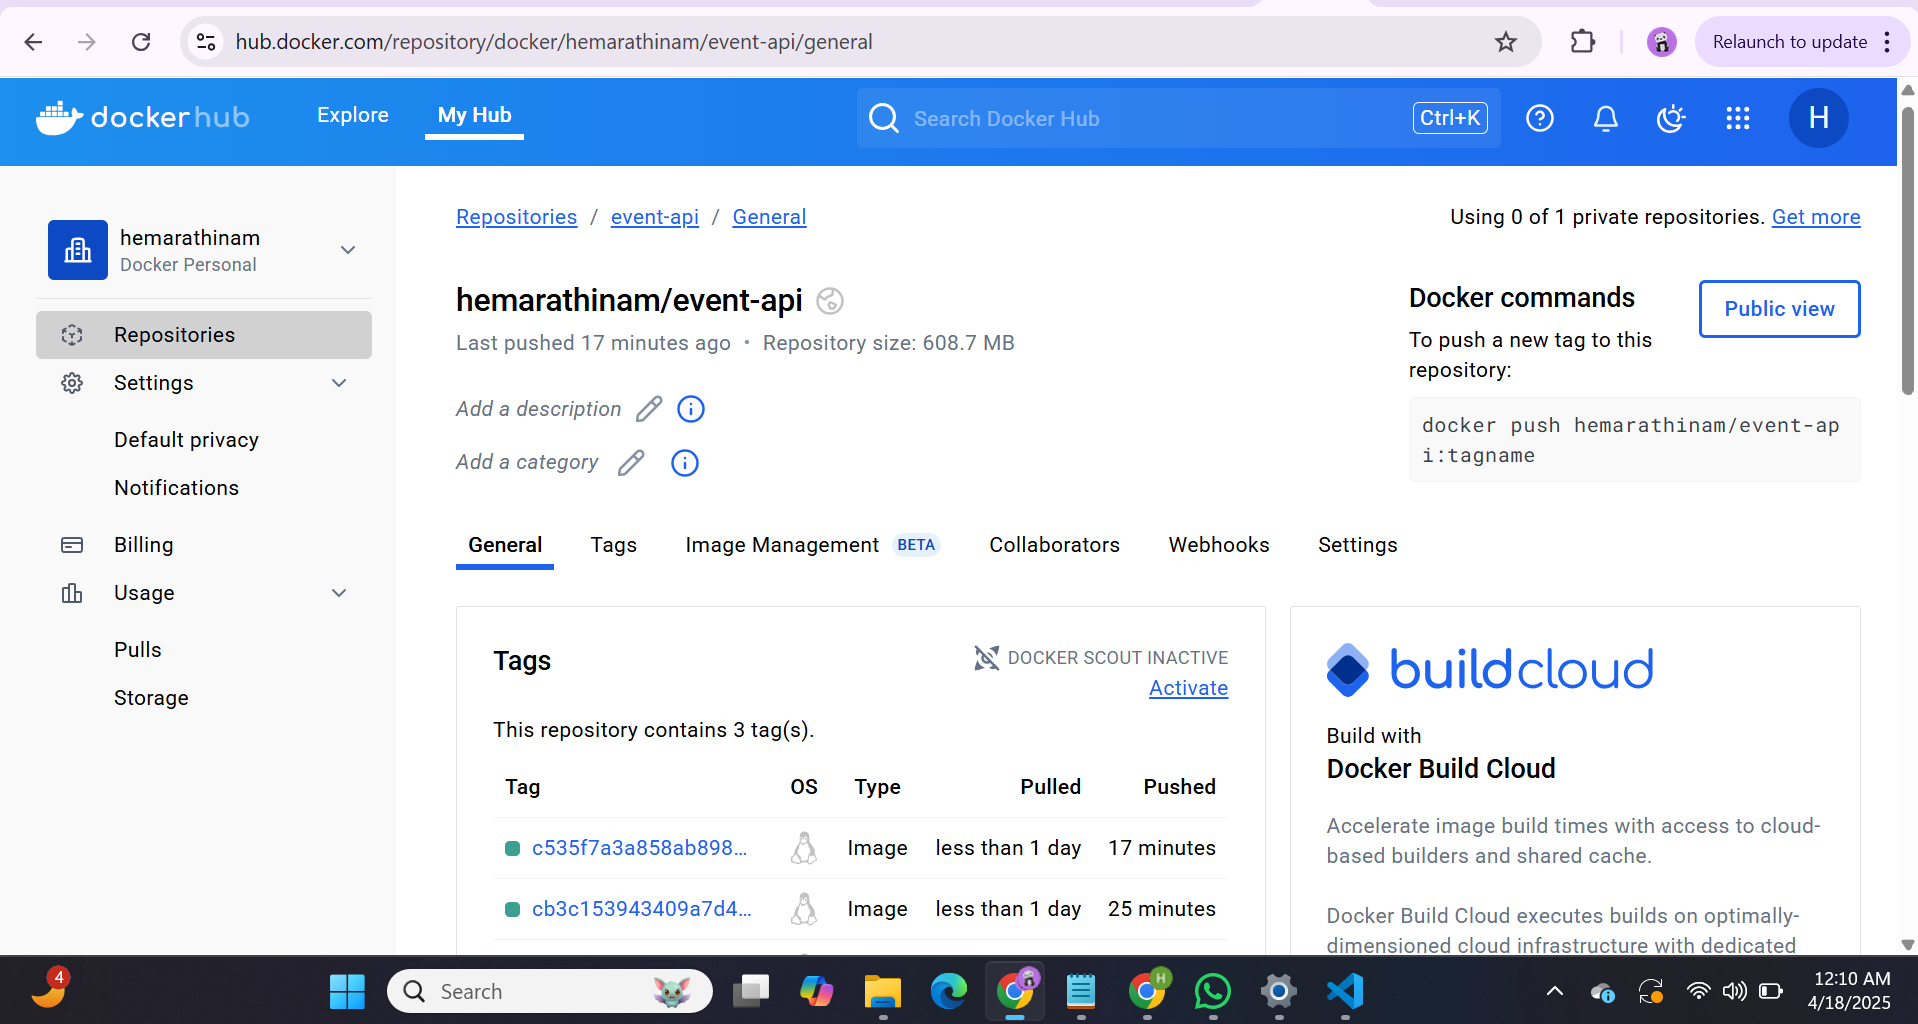 hub.docker.com/repository/docker/hemarathinam/event-api/general
Relaunch to update
dockerhub
Explore
My Hub
Search Docker Hub
Ctrl+K
H
hemarathinam
Docker Personal
Repositories
Settings
Default privacy
Notifications
Billing
Usage
Pulls
Storage
Repositories / event-api / General
Using 0 of 1 private repositories. Get more
hemarathinam/event-api
Last pushed 17 minutes ago • Repository size: 608.7 MB
Add a description
Add a category
Docker commands
Public view
To push a new tag to this
repository:
docker push hemarathinam/event-ap
i:tagname
General
Tags
Image Management BETA
Collaborators
Webhooks
Settings
Tags
DOCKER SCOUT INACTIVE
Activate
This repository contains 3 tag(s).
Tag OS Type Pulled Pushed
c535f7a3a858ab898... Image less than 1 day 17 minutes
cb3c153943409a7d4... Image less than 1 day 25 minutes
buildcloud
Build with
Docker Build Cloud
Accelerate image build times with access to cloud-
based builders and shared cache.
Docker Build Cloud executes builds on optimally-
dimensioned cloud infrastructure with dedicated
4
Search
H
12:10 AM
4/18/2025